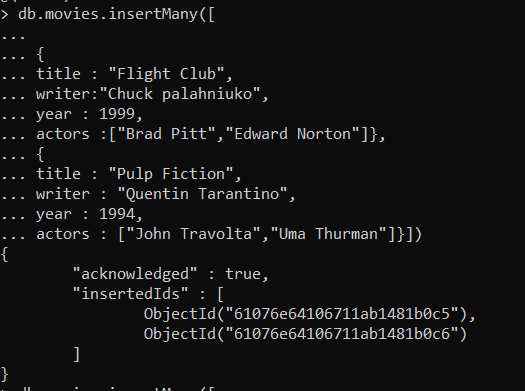 > db.movies.insertMany([
...
... {
... title : "Flight Club",
... writer:"Chuck palahniuko",
... year : 1999,
... actors :["Brad Pitt","Edward Norton"]},
... {
... title : "Pulp Fiction",
... writer : "Quentin Tarantino",
... year : 1994,
... actors : ["John Travolta","Uma Thurman"]}])
{
        "acknowledged" : true,
        "insertedIds" : [
                ObjectId("61076e64106711ab1481b0c5"),
                ObjectId("61076e64106711ab1481b0c6")
        ]
}